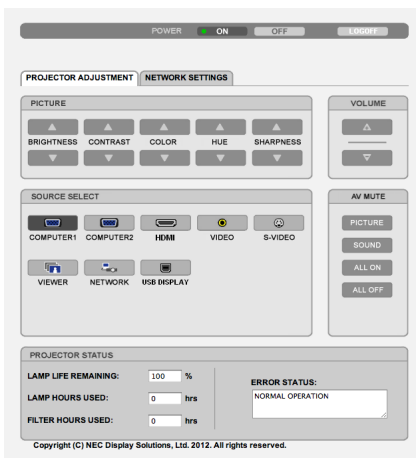 POWER ON OFF LOGOFF
PROJECTOR ADJUSTMENT NETWORK SETTINGS
PICTURE VOLUME
BRIGHTNESS CONTRAST COLOR HUE SHARPNESS
SOURCE SELECT AV MUTE
COMPUTER1 COMPUTER2 HDMI VIDEO S-VIDEO PICTURE
SOUND
VIEWER NETWORK USB DISPLAY ALL ON
ALL OFF
PROJECTOR STATUS
LAMP LIFE REMAINING: 100 % ERROR STATUS:
LAMP HOURS USED: 0 hrs NORMAL OPERATION
FILTER HOURS USED: 0 hrs
Copyright (C) NEC Display Solutions, Ltd. 2012. All rights reserved.